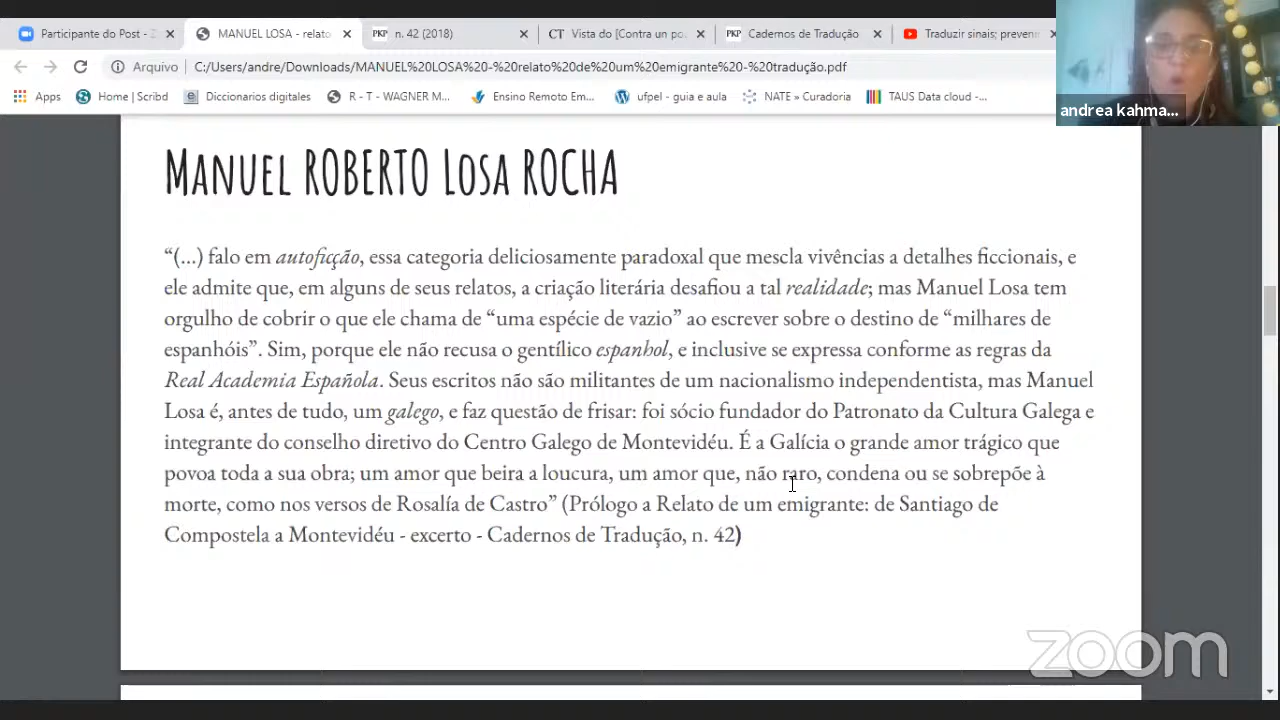 Participante do Post - Z
MANUEL LOSA - relato
n. 42 (2018)
Vista do [Contra un po
Cadernos de Tradução
Traduzir sinais; preveni
Arquivo
C:/Users/andre/Downloads/MANUEL%20LOSA%20-%20relato%20de%20um%20emigrante%20-%20tradução.pdf
Apps
Home | Scribd
Diccionarios digitales
R - T - WAGNER M...
Ensino Remoto Em...
ufpel - guia e aula
NATE » Curadoria
TAUS Data cloud -...
andrea kahma...
Manuel ROBERTO Losa ROCHA
“(...) falo em autoficção, essa categoria deliciosamente paradoxal que mescla vivências a detalhes ficcionais, e
ele admite que, em alguns de seus relatos, a criação literária desafiou a tal realidade; mas Manuel Losa tem
orgulho de cobrir o que ele chama de “uma espécie de vazio” ao escrever sobre o destino de “milhares de
espanhóis”. Sim, porque ele não recusa o gentílico espanhol, e inclusive se expressa conforme as regras da
Real Academia Española. Seus escritos não são militantes de um nacionalismo independentista, mas Manuel
Losa é, antes de tudo, um galego, e faz questão de frisar: foi sócio fundador do Patronato da Cultura Galega e
integrante do conselho diretivo do Centro Galego de Montevidéu. É a Galícia o grande amor trágico que
povoa toda a sua obra; um amor que beira a loucura, um amor que, não raro, condena ou se sobrepõe à
morte, como nos versos de Rosalía de Castro” (Prólogo a Relato de um emigrante: de Santiago de
Compostela a Montevidéu - excerto - Cadernos de Tradução, n. 42)
zoom